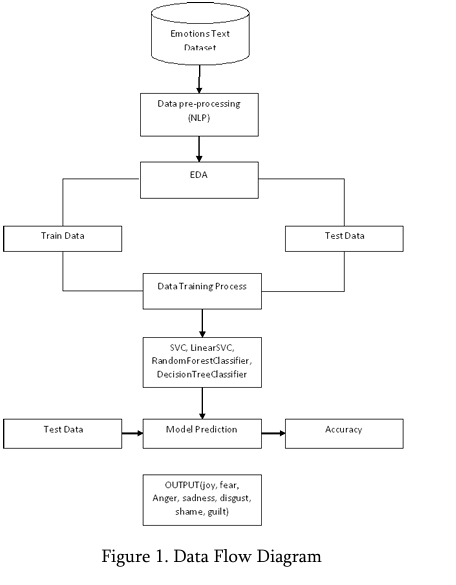 Emotions Text
Dataset
Data pre-processing
(NLP)
EDA
Train Data
Test Data
Data Training Process
SVC, LinearSVC,
RandomForestClassifier,
DecisionTreeClassifier
Test Data
Model Prediction
Accuracy
OUTPUT(joy, fear,
Anger, sadness, disgust,
shame, guilt)
Figure 1. Data Flow Diagram